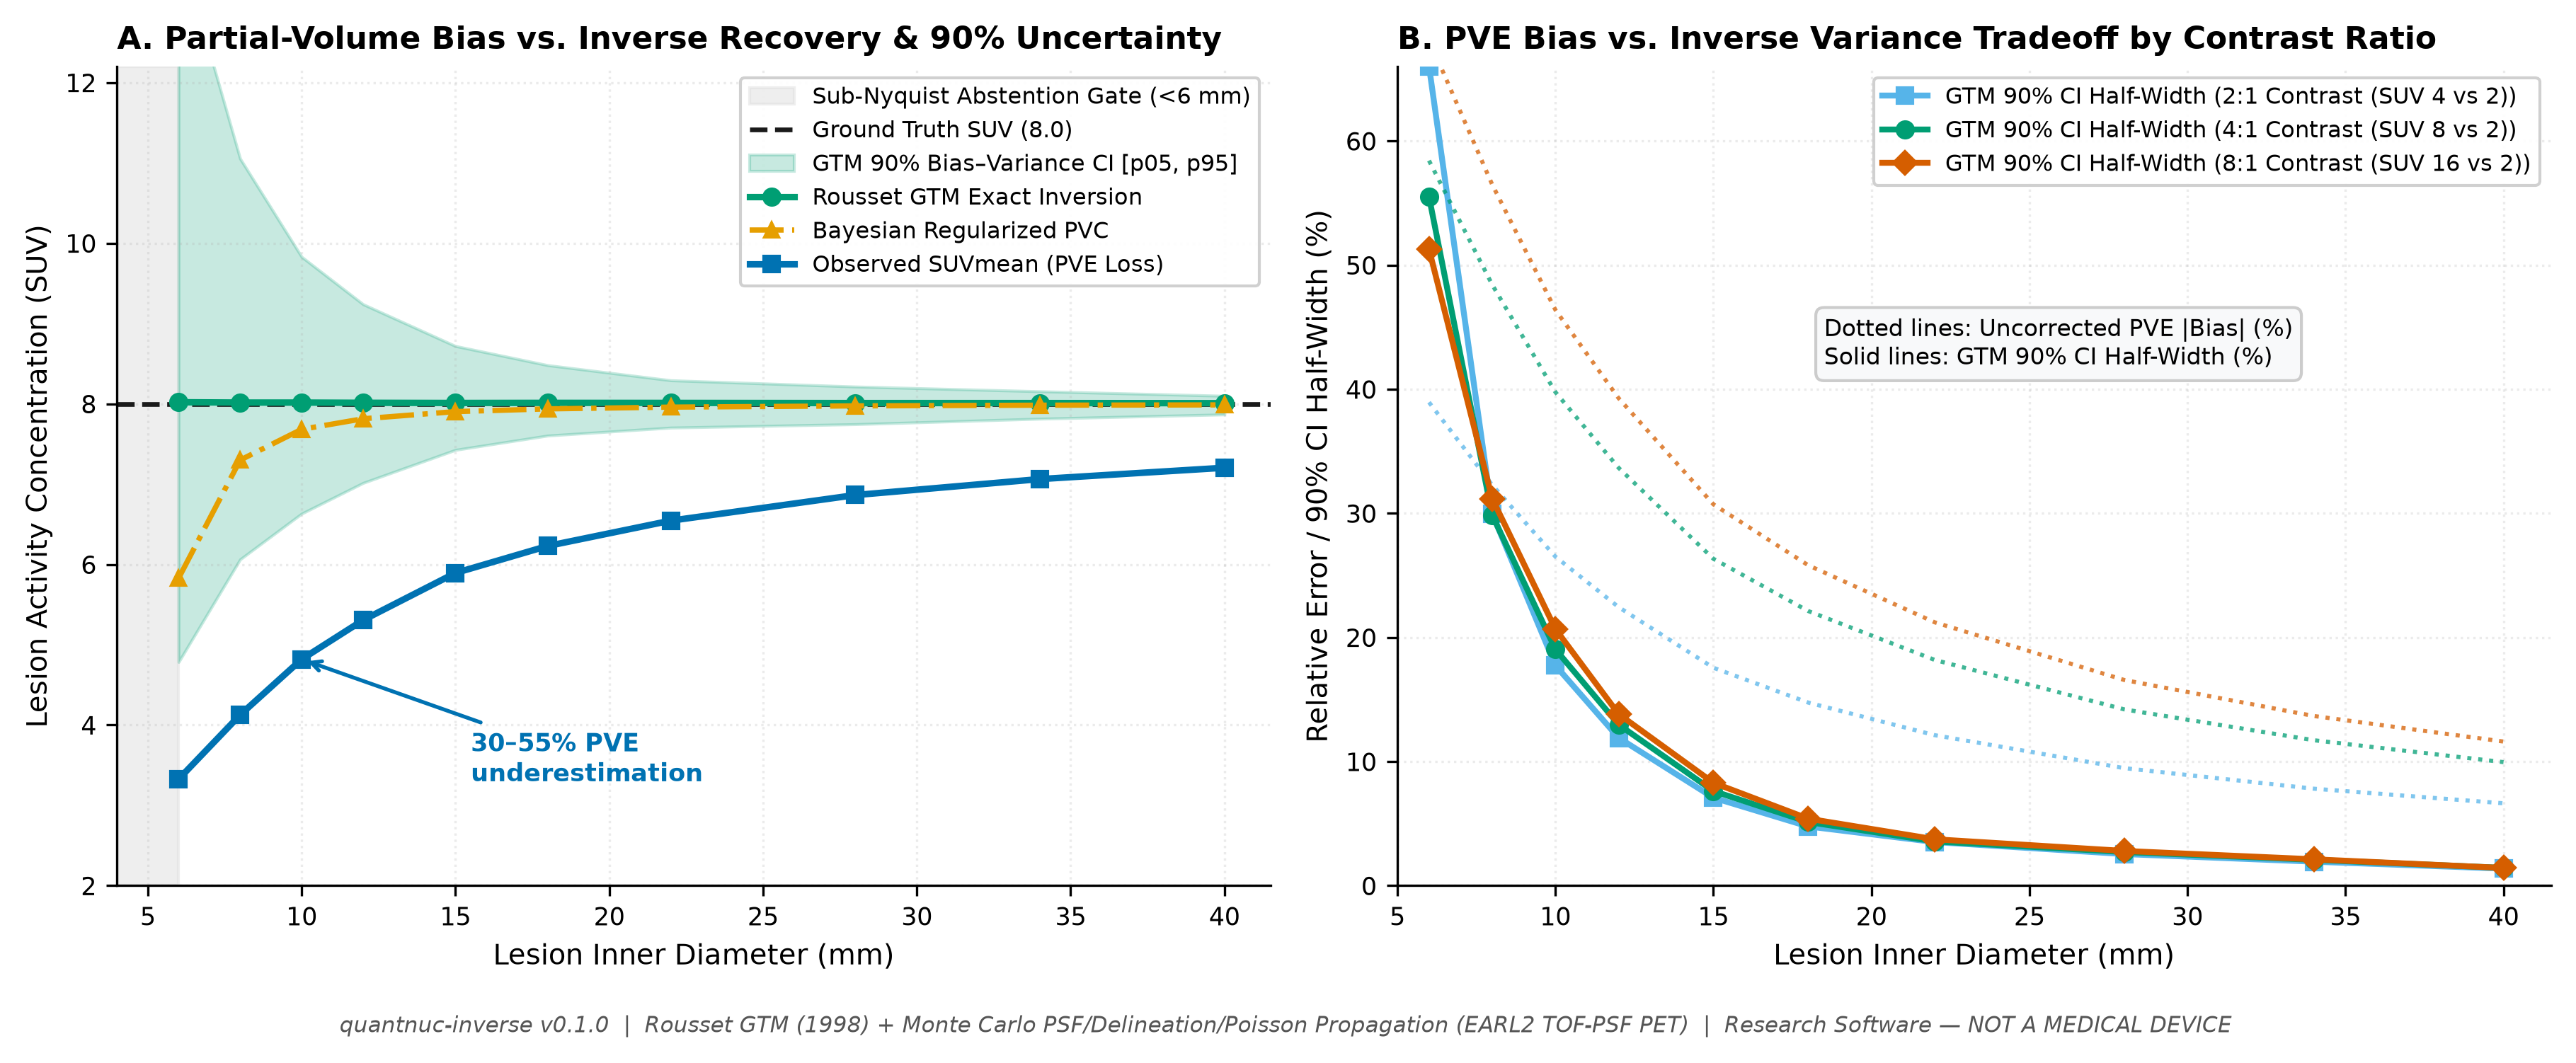 A. Partial-Volume Bias vs. Inverse Recovery & 90% Uncertainty
Lesion Activity Concentration (SUV)
12
10
8
6
4
2
Sub-Nyquist Abstention Gate (<6 mm)
Ground Truth SUV (8.0)
GTM 90% Bias–Variance CI [p05, p95]
Rousset GTM Exact Inversion
Bayesian Regularized PVC
Observed SUVmean (PVE Loss)
30–55% PVE
underestimation
5 10 15 20 25 30 35 40
Lesion Inner Diameter (mm)
B. PVE Bias vs. Inverse Variance Tradeoff by Contrast Ratio
Relative Error / 90% CI Half-Width (%)
60
50
40
30
20
10
0
GTM 90% CI Half-Width (2:1 Contrast (SUV 4 vs 2))
GTM 90% CI Half-Width (4:1 Contrast (SUV 8 vs 2))
GTM 90% CI Half-Width (8:1 Contrast (SUV 16 vs 2))
Dotted lines: Uncorrected PVE |Bias| (%)
Solid lines: GTM 90% CI Half-Width (%)
5 10 15 20 25 30 35 40
Lesion Inner Diameter (mm)
quantnuc-inverse v0.1.0 | Rousset GTM (1998) + Monte Carlo PSF/Delineation/Poisson Propagation (EARL2 TOF-PSF PET) | Research Software — NOT A MEDICAL DEVICE